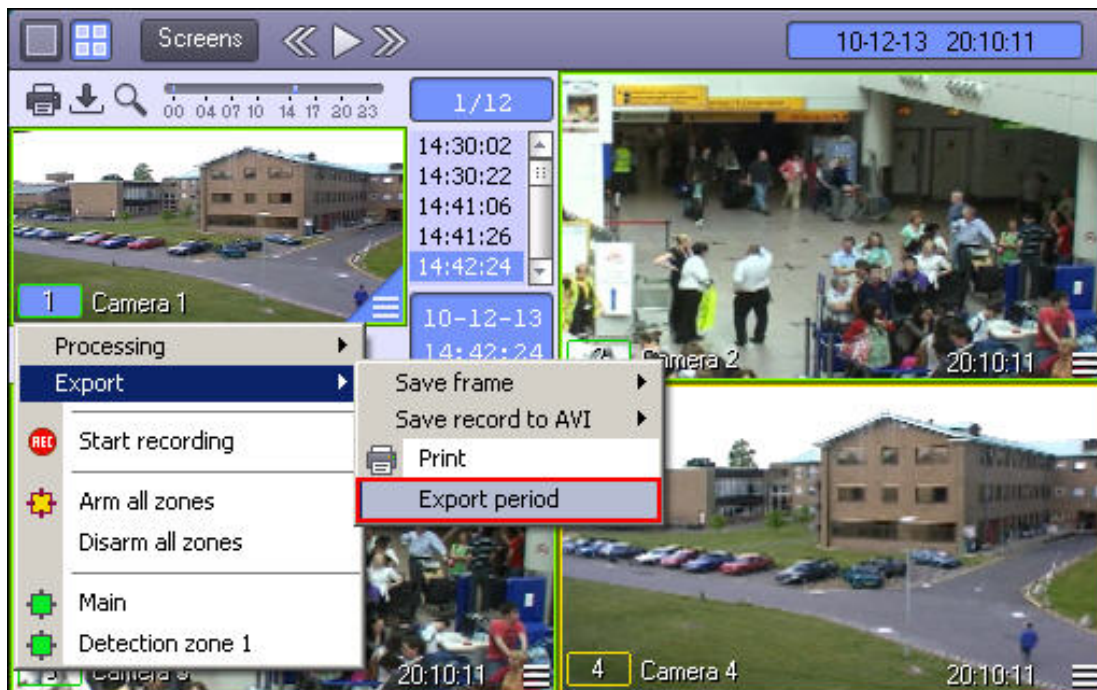 Screens
10-12-13 20:10:11
00 04 07 10 14 17 20 23
1/12
14:30:02
14:30:22
14:41:06
14:41:26
14:42:24
1 Camera 1
10-12-13
14:42:24
Camera 2
20:10:11
Processing
Export
REC Start recording
Arm all zones
Disarm all zones
Main
Detection zone 1
Save frame
Save record to AVI
Print
Export period
20:10:11
4 Camera 4
20:10:11